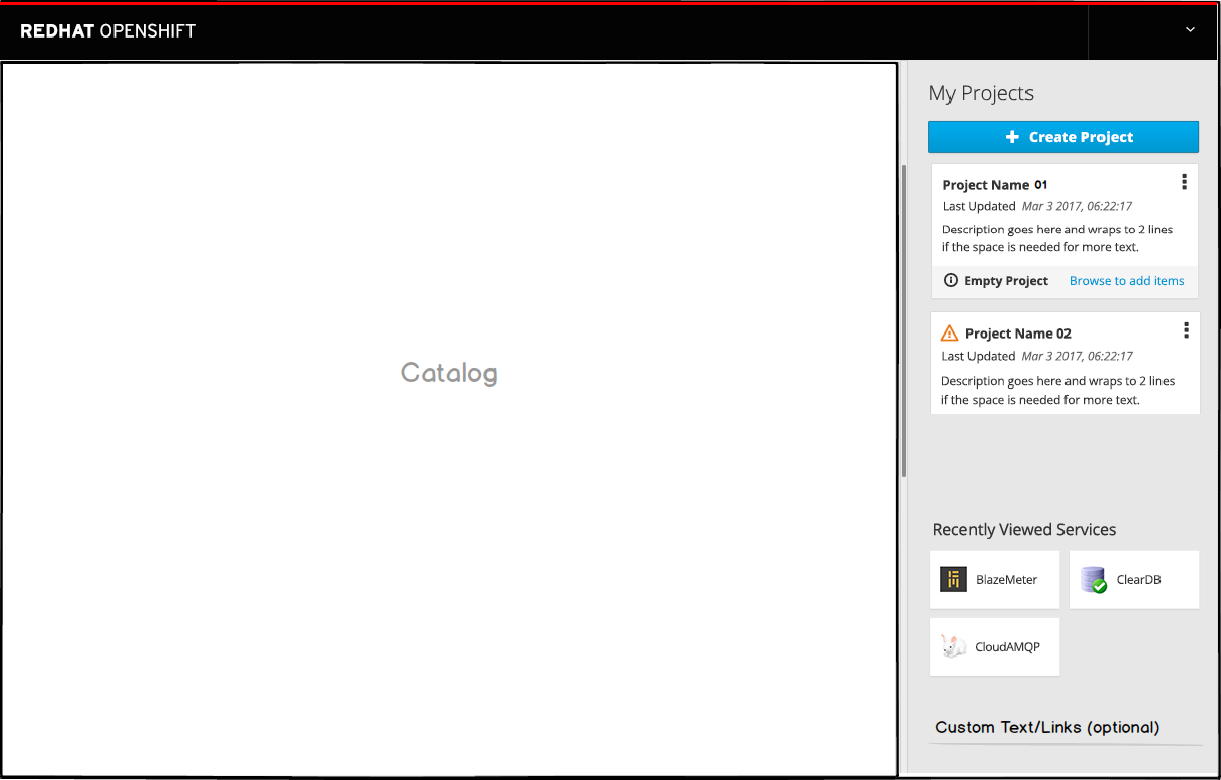 REDHAT OPENSHIFT
Catalog
My Projects
Create Project
Project Name 01
Last Updated Mar 3 2017, 06:22:17
Description goes here and wraps to 2 lines
if the space is needed for more text.
Empty Project Browse to add items
Project Name 02
Last Updated Mar 3 2017, 06:22:17
Description goes here and wraps to 2 lines
if the space is needed for more text.
Recently Viewed Services
BlazeMeter ClearDB
CloudAMQP
Custom Text/Links (optional)